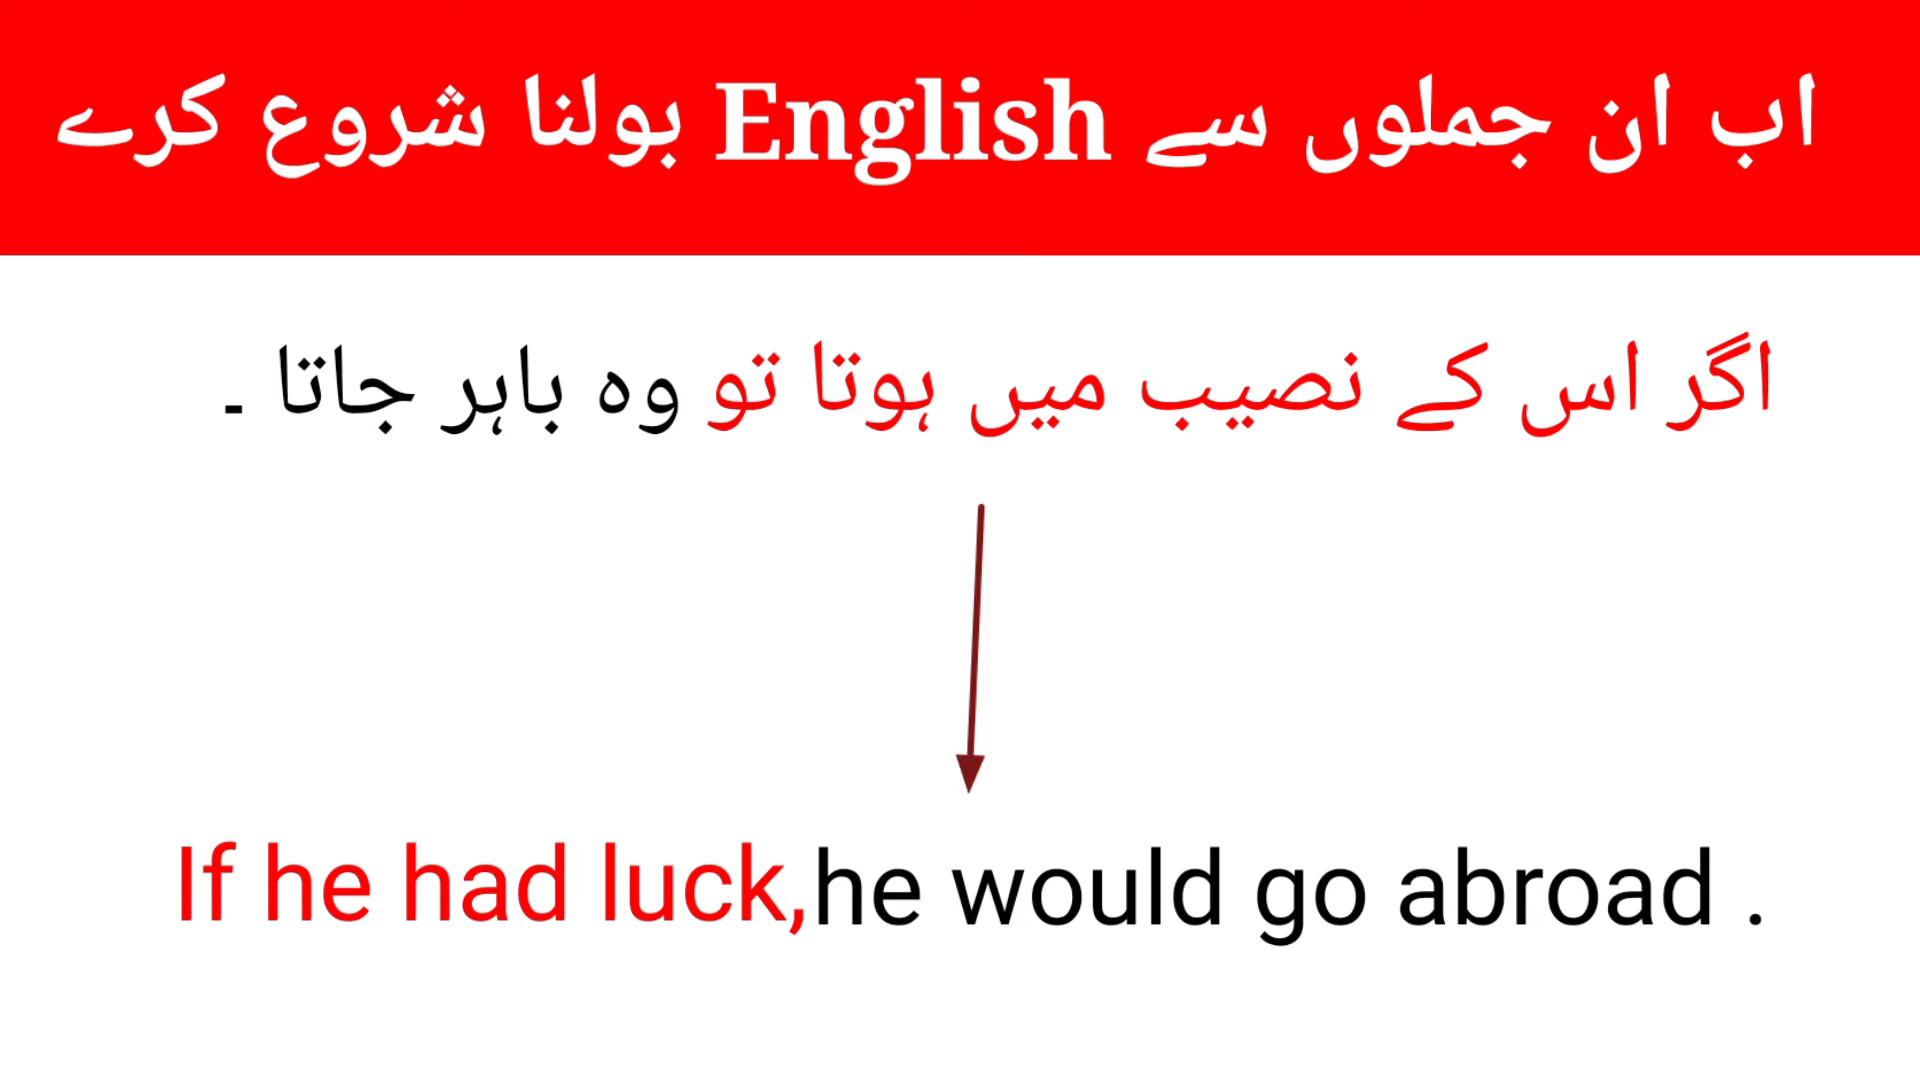 اب ان جملوں سے English بولنا شروع کرے
اگر اس کے نصیب میں ہوتا تو وہ باہر جاتا ۔
If he had luck,he would go abroad .